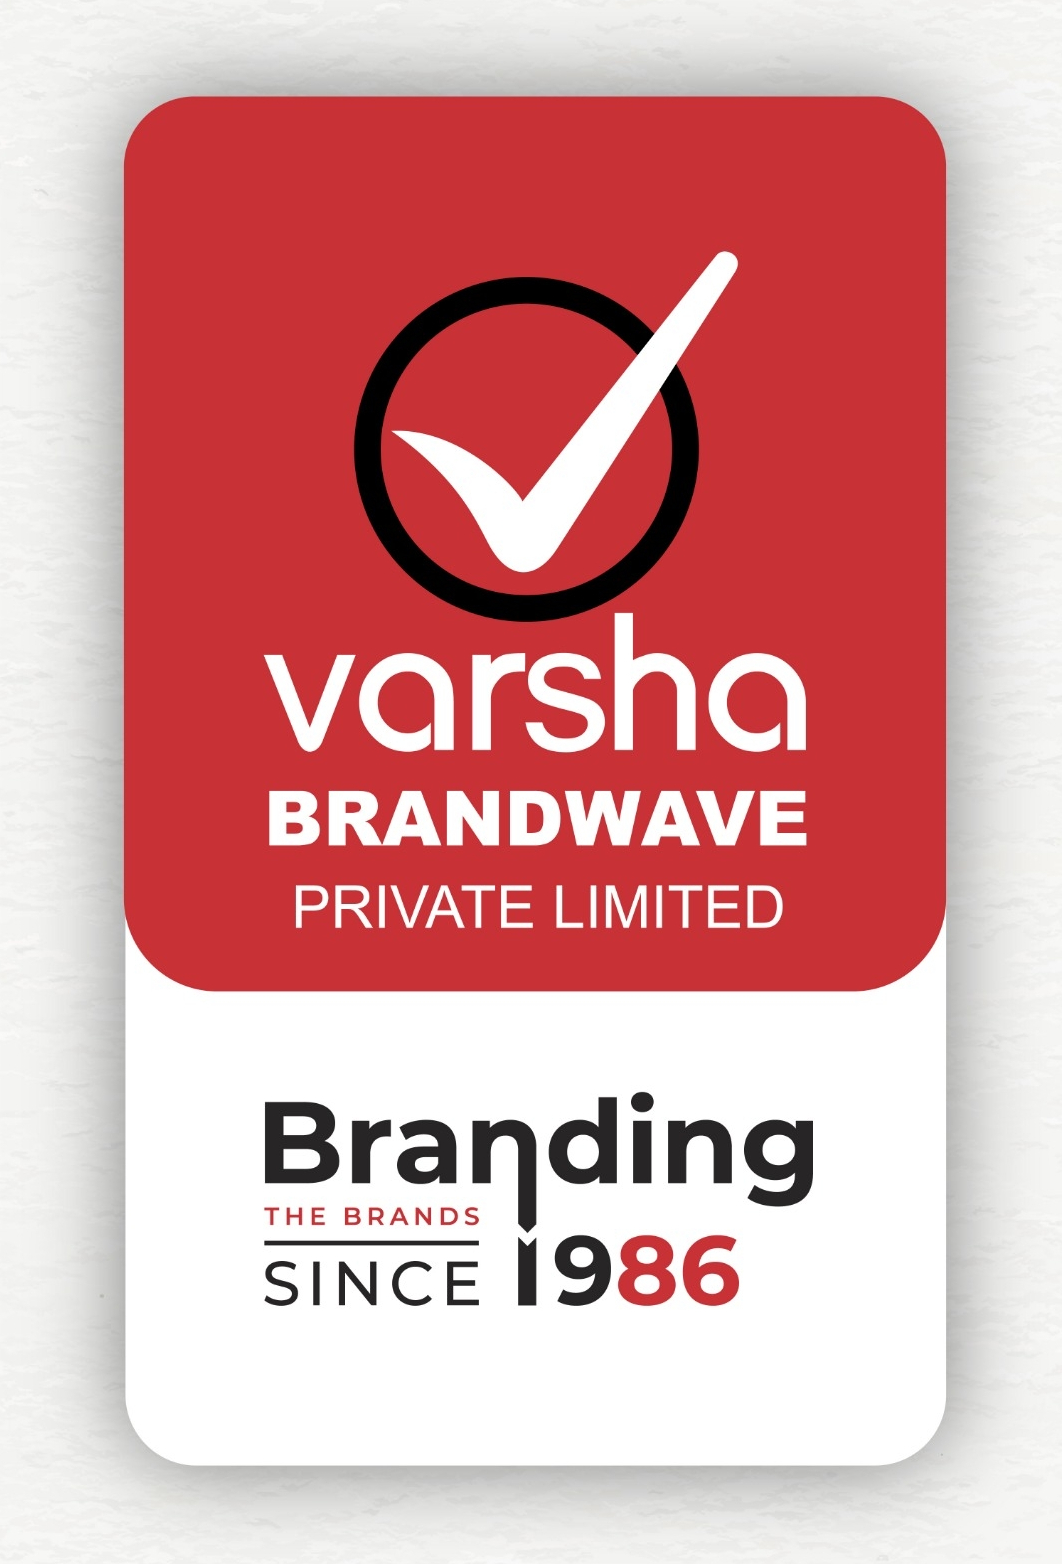 varsha
BRANDWAVE
PRIVATE LIMITED
Branding
THE BRANDS
SINCE 1986